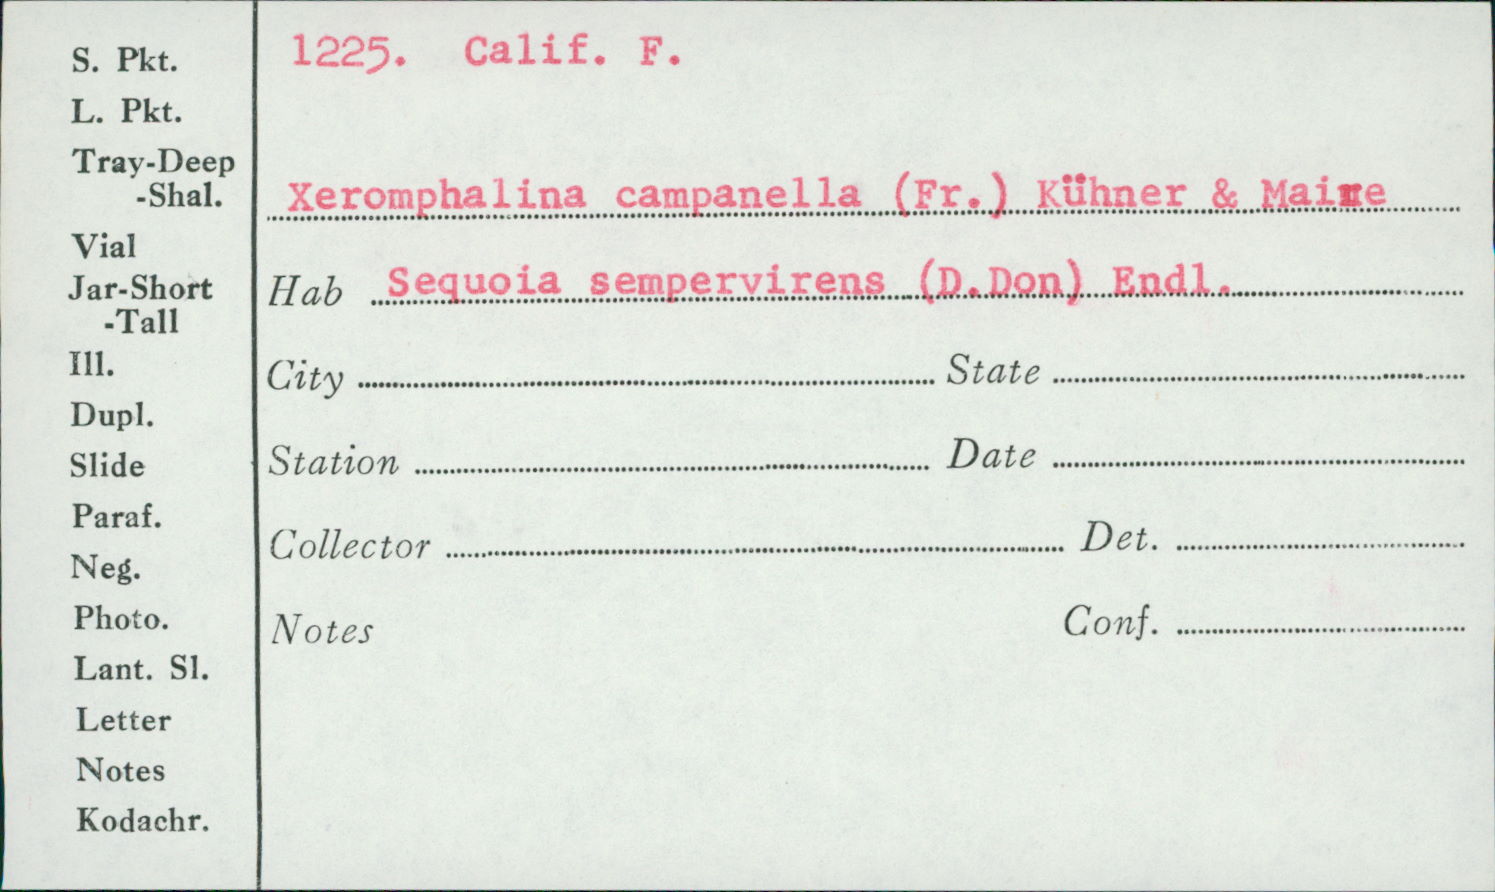 S. Pkt.
L. Pkt.
Tray-Deep
-Shal.
Vial
Jar-Short
-Tall
Ill.
Dupl.
Slide
Paraf.
Neg.
Photo.
Lant. Sl.
Letter
Notes
Kodachr.
1225. Calif. F.
Xeromphalina campanella (Fr.) Kühner & Maire
Hab Sequoia sempervirens (D.Don) Endl.
City State
Station Date
Collector Det.
Notes Conf.